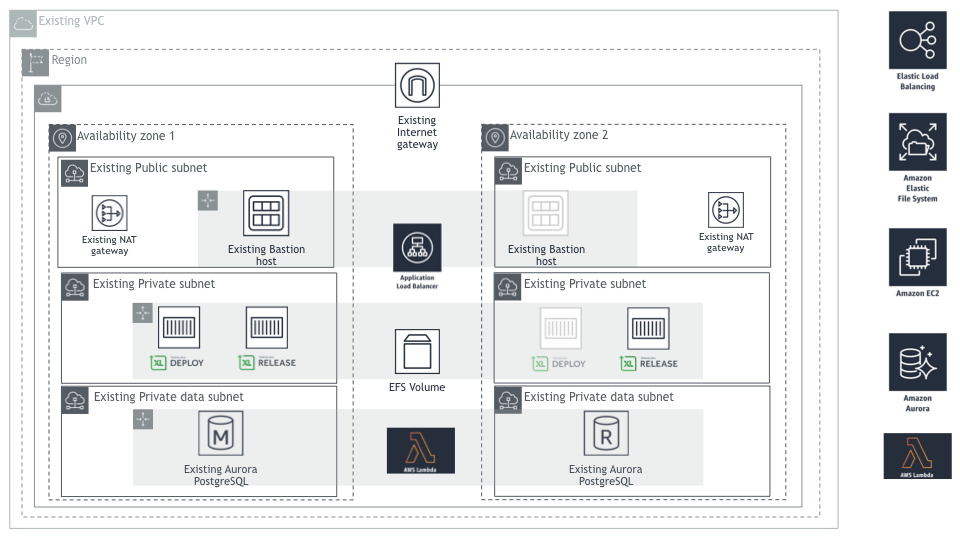 Existing VPC
Region
Existing
Internet
gateway
Availability zone 1
Existing Public subnet
Existing NAT
gateway
Existing Bastion
host
Existing Private subnet
XL DEPLOY
XL RELEASE
Existing Private data subnet
M
Existing Aurora
PostgreSQL
Application
Load Balancer
EFS Volume
AWS Lambda
Availability zone 2
Existing Public subnet
Existing Bastion
host
Existing NAT
gateway
Existing Private subnet
XL DEPLOY
XL RELEASE
Existing Private data subnet
R
Existing Aurora
PostgreSQL
Elastic Load
Balancing
Amazon
Elastic
File System
Amazon EC2
Amazon
Aurora
AWS Lambda